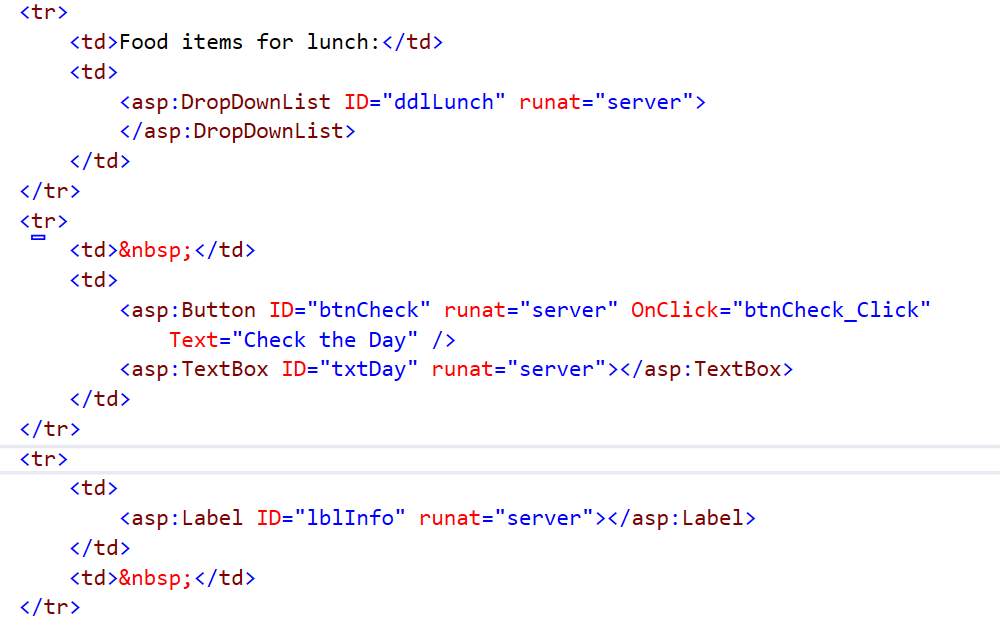 <tr>
    <td>Food items for lunch:</td>
    <td>
        <asp:DropDownList ID="ddlLunch" runat="server">
        </asp:DropDownList>
    </td>
</tr>
<tr>
    <td>&nbsp;</td>
    <td>
        <asp:Button ID="btnCheck" runat="server" OnClick="btnCheck_Click"
            Text="Check the Day" />
        <asp:TextBox ID="txtDay" runat="server"></asp:TextBox>
    </td>
</tr>
<tr>
    <td>
        <asp:Label ID="lblInfo" runat="server"></asp:Label>
    </td>
    <td>&nbsp;</td>
</tr>